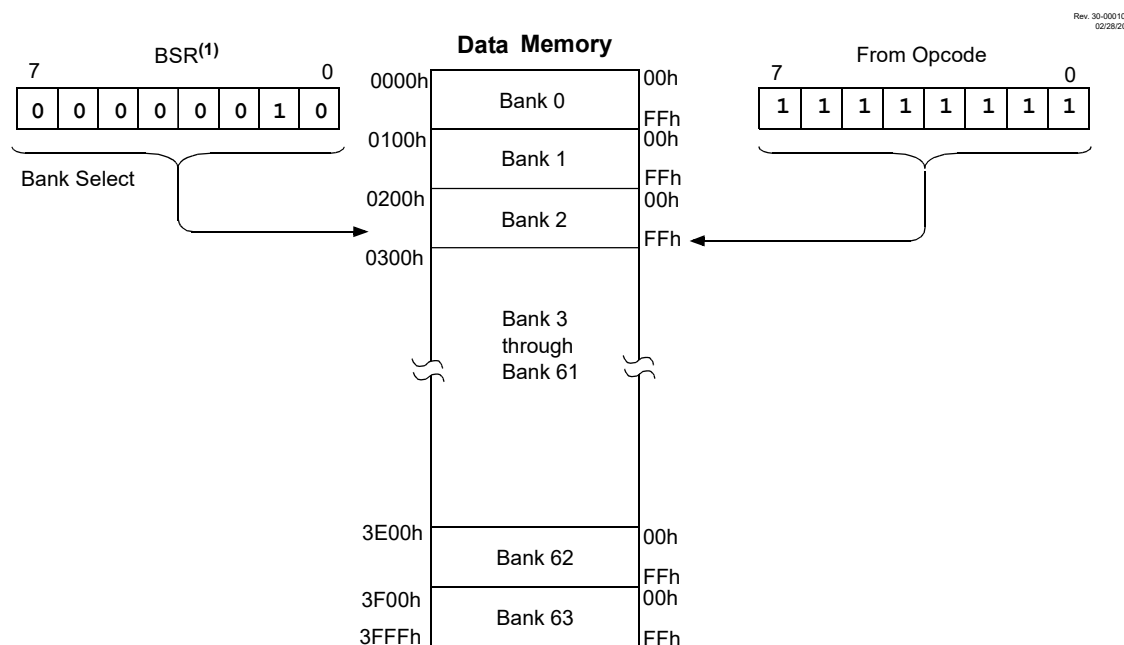 Rev. 30-00010
02/28/20
Data Memory
BSR(1)
7 0
0 0 0 0 0 0 1 0
Bank Select
From Opcode
7 0
1 1 1 1 1 1 1 1
0000h Bank 0 00h
FFh
0100h Bank 1 00h
FFh
0200h Bank 2 00h
FFh
0300h
Bank 3
through
Bank 61
3E00h Bank 62 00h
FFh
3F00h Bank 63 00h
3FFFh FFh